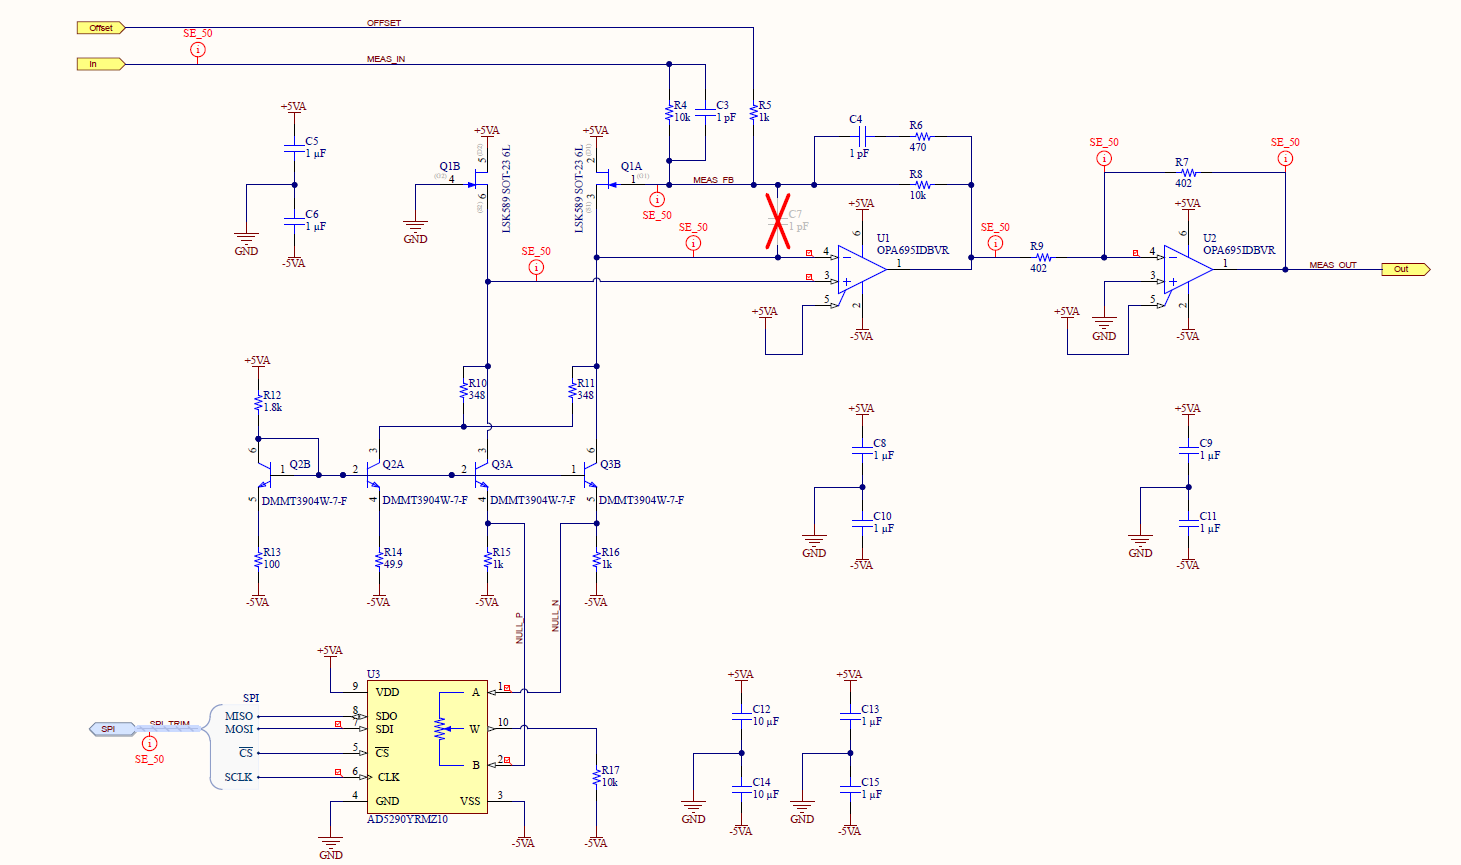 Offset
OFFSET
SE_50
In
MEAS_IN
+5VA
C5
1 µF
C6
1 µF
GND
-5VA
+5VA
Q1B
4
5
6
LSK589 SOT-23 6L
GND
+5VA
2
3
LSK589 SOT-23 6L
Q1A
1
R4
10k
C3
1 pF
R5
1k
SE_50
MEAS_FB
C4
1 pF
R6
470
R8
10k
C7
1 pF
SE_50
SE_50
+5VA
6
U1
OPA695IDBVR
4
3
5
1
2
+5VA
-5VA
SE_50
R9
402
SE_50
R7
402
SE_50
+5VA
6
U2
OPA695IDBVR
4
3
5
1
2
GND
+5VA
-5VA
MEAS_OUT
Out
+5VA
R12
1.8k
R10
348
R11
348
6
1
Q2B
5
DMMT3904W-7-F
3
2
Q2A
4
DMMT3904W-7-F
3
2
Q3A
4
DMMT3904W-7-F
6
1
Q3B
5
DMMT3904W-7-F
R13
100
-5VA
R14
49.9
-5VA
R15
1k
-5VA
R16
1k
-5VA
NULL_P
NULL_N
+5VA
C8
1 µF
C10
1 µF
GND
-5VA
+5VA
C9
1 µF
C11
1 µF
GND
-5VA
+5VA
U3
SPI
SPI
SPI_TRIM
SE_50
MISO
MOSI
CS
SCLK
9
8
7
5
6
4
VDD
SDO
SDI
CS
CLK
GND
A
W
B
VSS
1
10
2
3
AD5290YRMZ10
GND
-5VA
R17
10k
-5VA
+5VA
C12
10 µF
C14
10 µF
GND
-5VA
+5VA
C13
1 µF
C15
1 µF
GND
-5VA